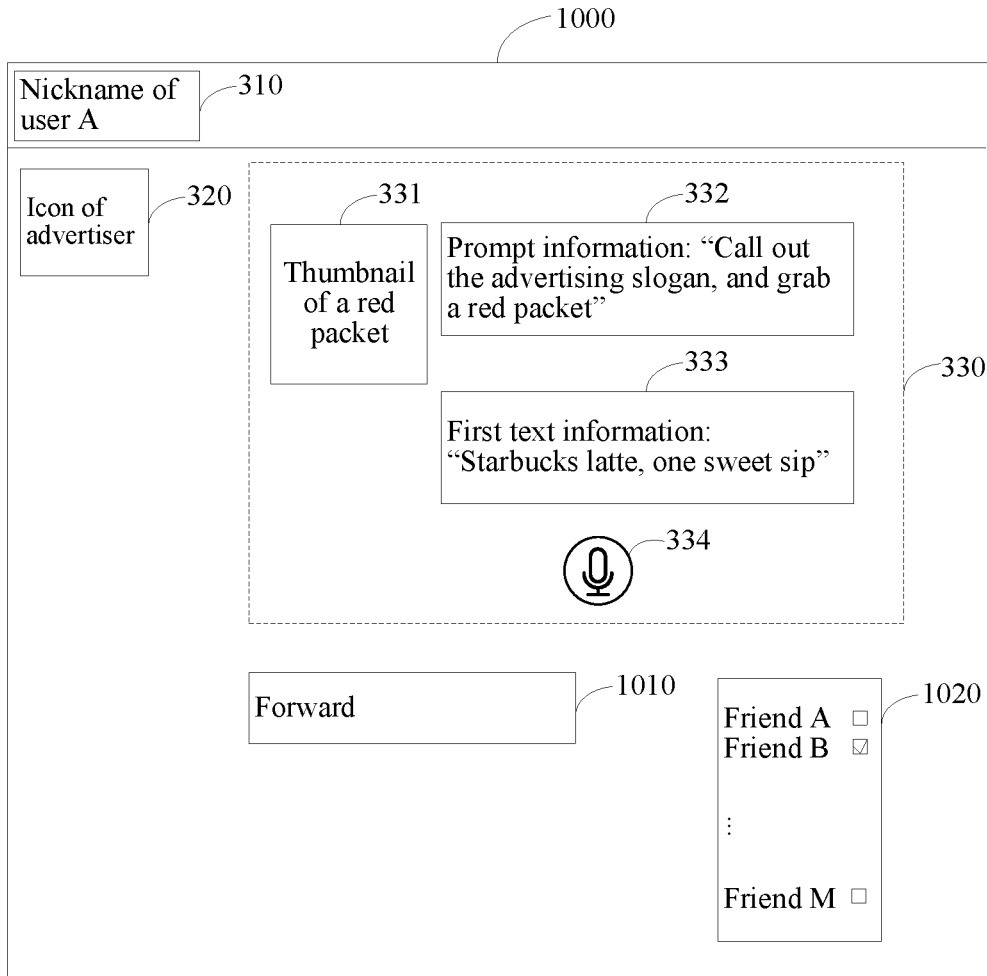 1000
Nickname of
user A
310
Icon of
advertiser
320
331
Thumbnail
of a red
packet
332
Prompt information: “Call out
the advertising slogan, and grab
a red packet”
333
First text information:
“Starbucks latte, one sweet sip”
330
334
Forward
1010
1020
Friend A
Friend B
⋮
Friend M